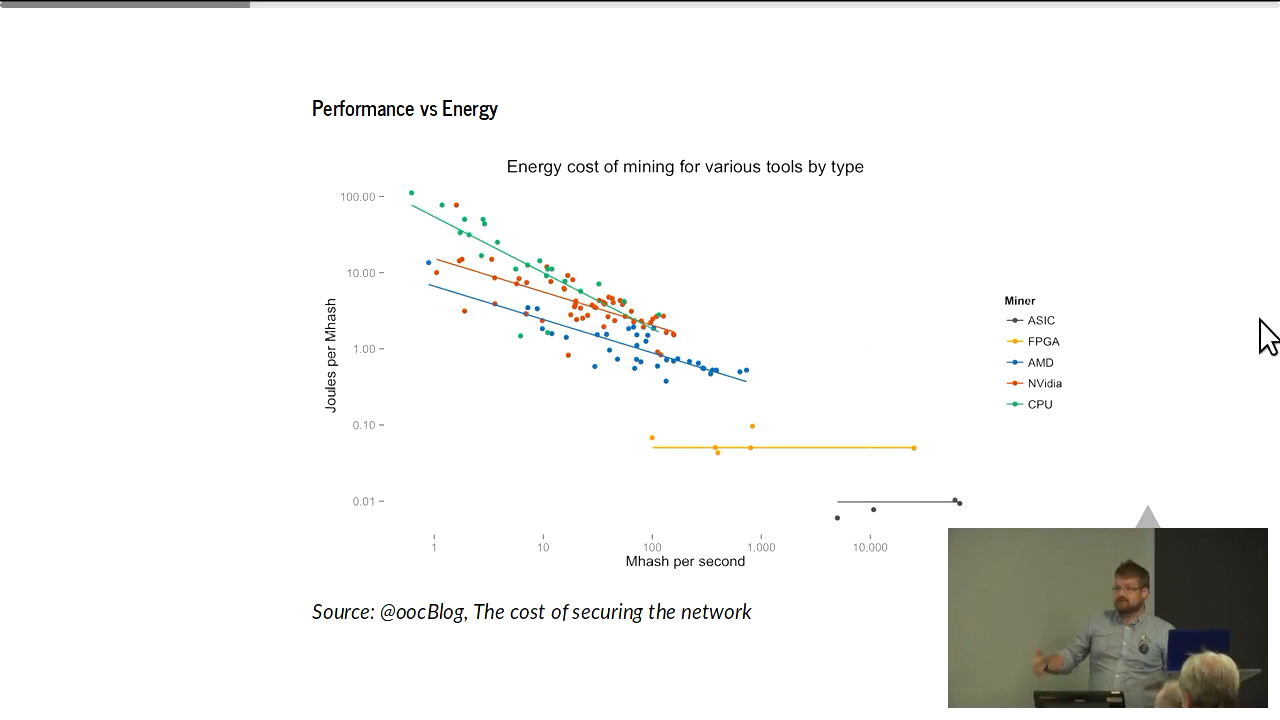 Performance vs Energy
Energy cost of mining for various tools by type
100.00
10.00
1.00
0.10
0.01
Joules per Mhash
1
10
100
1,000
10,000
Mhash per second
Miner
ASIC
FPGA
AMD
NVidia
CPU
Source: @oocBlog, The cost of securing the network